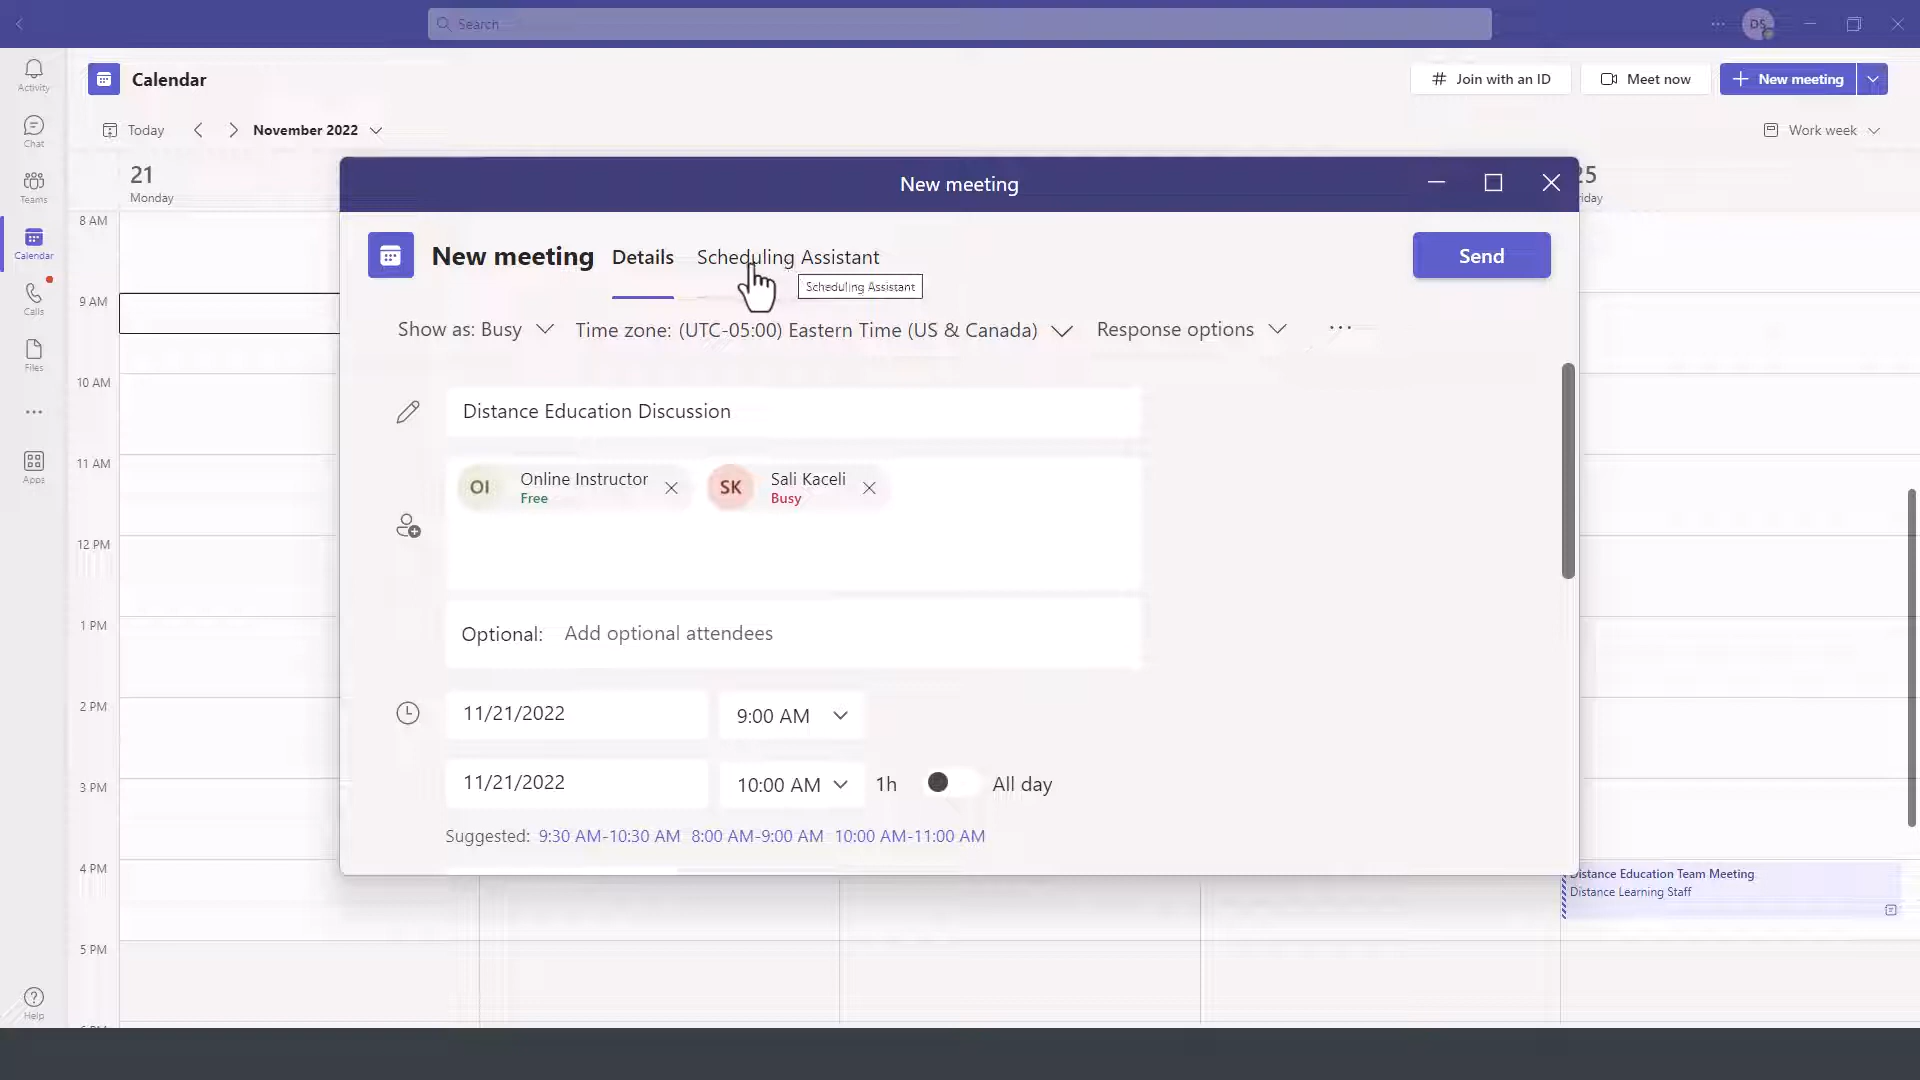 Search
DS
Activity
Chat
Teams
Calendar
Calls
Files
Apps
Help
Calendar
Join with an ID
Meet now
New meeting
Today
November 2022
Work week
21
Monday
8 AM
9 AM
10 AM
11 AM
12 PM
1 PM
2 PM
3 PM
4 PM
5 PM
New meeting
New meeting
Details
Scheduling Assistant
Scheduling Assistant
Send
Show as: Busy
Time zone: (UTC-05:00) Eastern Time (US & Canada)
Response options
Distance Education Discussion
OI
Online Instructor
Free
SK
Sali Kaceli
Busy
Optional: Add optional attendees
11/21/2022
9:00 AM
11/21/2022
10:00 AM
1h
All day
Suggested: 9:30 AM-10:30 AM 8:00 AM-9:00 AM 10:00 AM-11:00 AM
25
iday
Distance Education Team Meeting
Distance Learning Staff